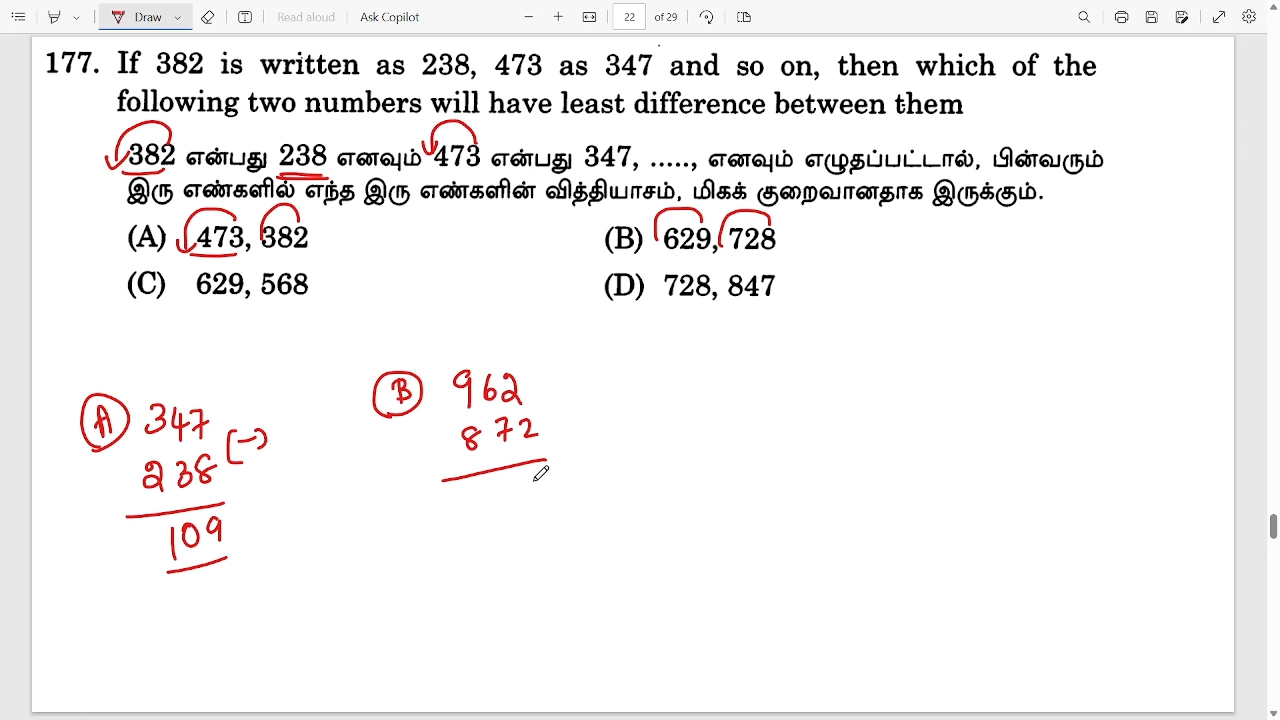 Draw
Read aloud
Ask Copilot
22 of 29
177. If 382 is written as 238, 473 as 347 and so on, then which of the
following two numbers will have least difference between them
382 என்பது 238 எனவும் 473 என்பது 347, ....., எனவும் எழுதப்பட்டால், பின்வரும்
இரு எண்களில் எந்த இரு எண்களின் வித்தியாசம், மிகக் குறைவானதாக இருக்கும்.
(A) 473, 382
(B) 629, 728
(C) 629, 568
(D) 728, 847
A 347
238 (-)
109
B 962
872